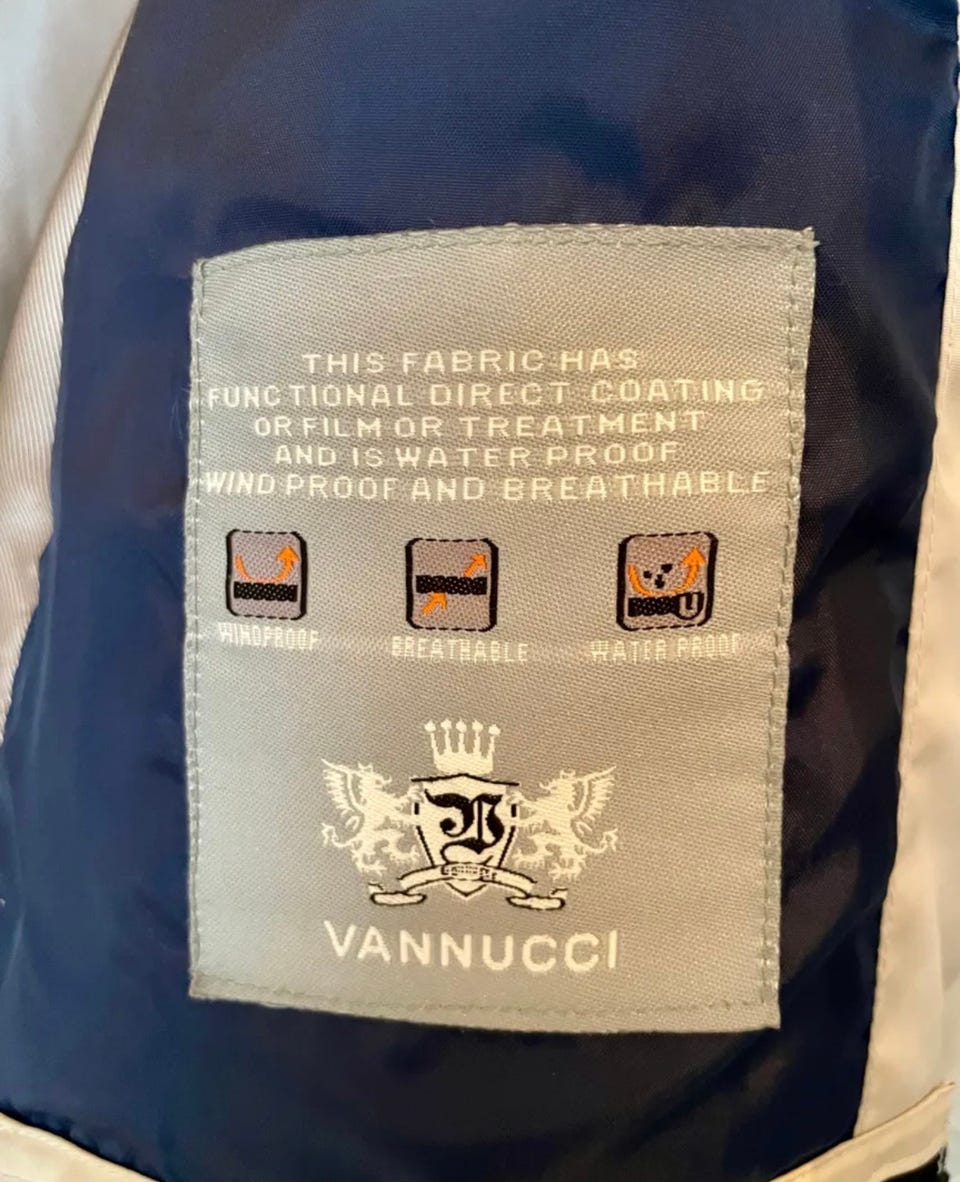 THIS FABRIC HAS
FUNCTIONAL DIRECT COATING
OR FILM OR TREATMENT
AND IS WATER PROOF
WIND PROOF AND BREATHABLE
WINDPROOF BREATHABLE WATER PROOF
V
VANNUCCI